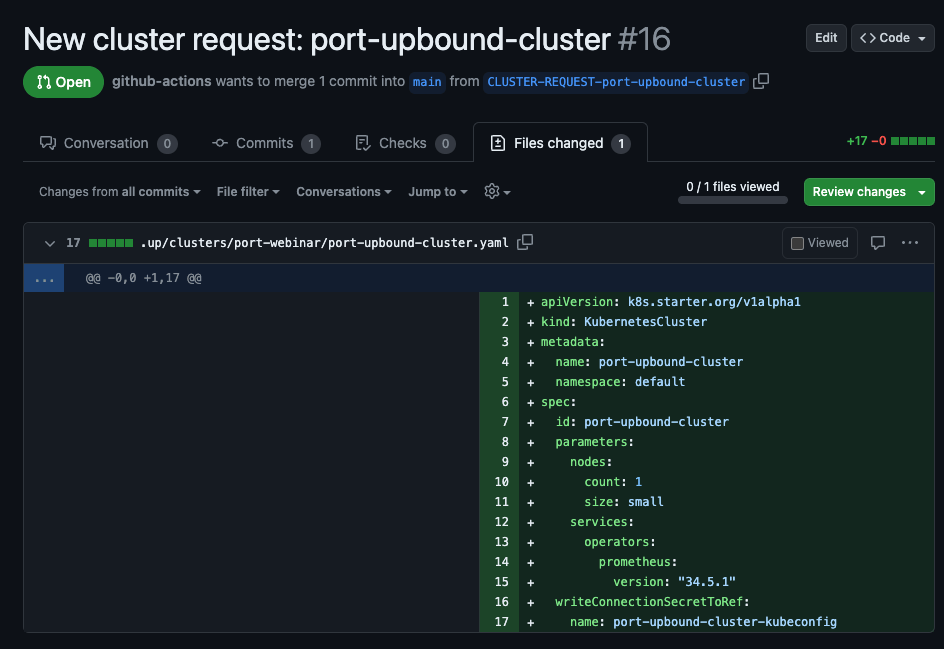 New cluster request: port-upbound-cluster #16
Edit
<> Code
Open
github-actions wants to merge 1 commit into main from CLUSTER-REQUEST-port-upbound-cluster
Conversation 0
Commits 1
Checks 0
Files changed 1
+17 −0
Changes from all commits
File filter
Conversations
Jump to
0 / 1 files viewed
Review changes
17 .up/clusters/port-webinar/port-upbound-cluster.yaml
Viewed
...
@@ -0,0 +1,17 @@
1 + apiVersion: k8s.starter.org/v1alpha1
2 + kind: KubernetesCluster
3 + metadata:
4 +   name: port-upbound-cluster
5 +   namespace: default
6 + spec:
7 +   id: port-upbound-cluster
8 +   parameters:
9 +     nodes:
10 +       count: 1
11 +       size: small
12 +     services:
13 +       operators:
14 +         prometheus:
15 +           version: "34.5.1"
16 +   writeConnectionSecretToRef:
17 +     name: port-upbound-cluster-kubeconfig